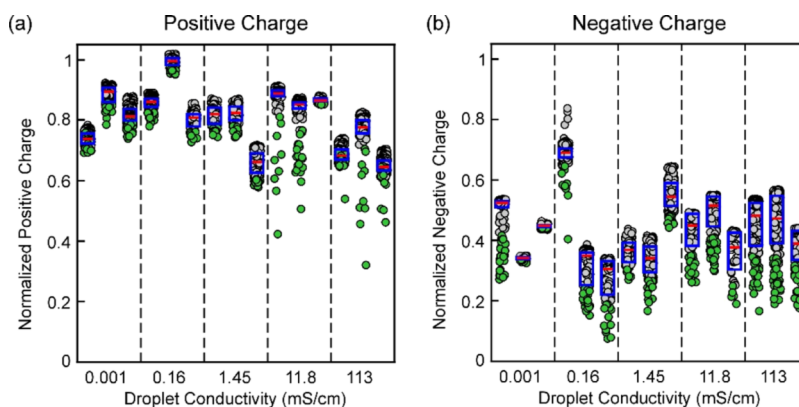 (a) Positive Charge
Normalized Positive Charge
1
0.8
0.6
0.4
0.2
0
0.001 0.16 1.45 11.8 113
Droplet Conductivity (mS/cm)
(b) Negative Charge
Normalized Negative Charge
1
0.8
0.6
0.4
0.2
0
0.001 0.16 1.45 11.8 113
Droplet Conductivity (mS/cm)